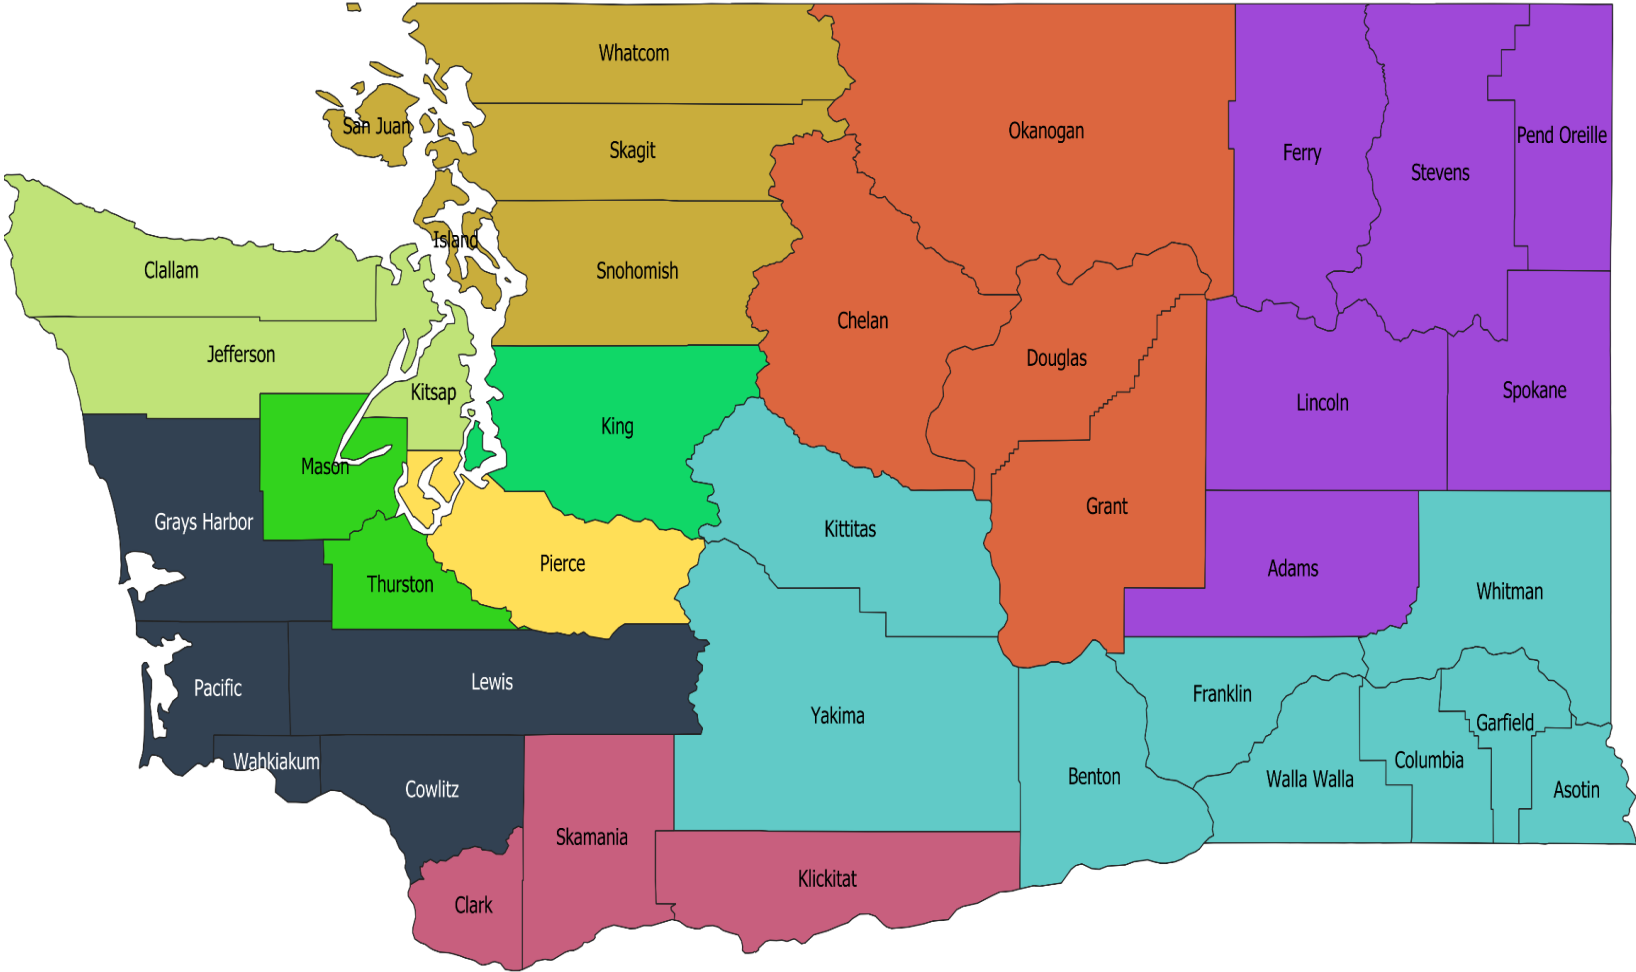 Whatcom
San Juan
Skagit
Okanogan
Ferry
Stevens
Pend Oreille
Island
Clallam
Snohomish
Chelan
Jefferson
Douglas
Kitsap
Lincoln
Spokane
King
Mason
Grays Harbor
Kittitas
Grant
Thurston
Pierce
Adams
Whitman
Pacific
Lewis
Yakima
Franklin
Garfield
Wahkiakum
Cowlitz
Benton
Walla Walla
Columbia
Asotin
Skamania
Klickitat
Clark